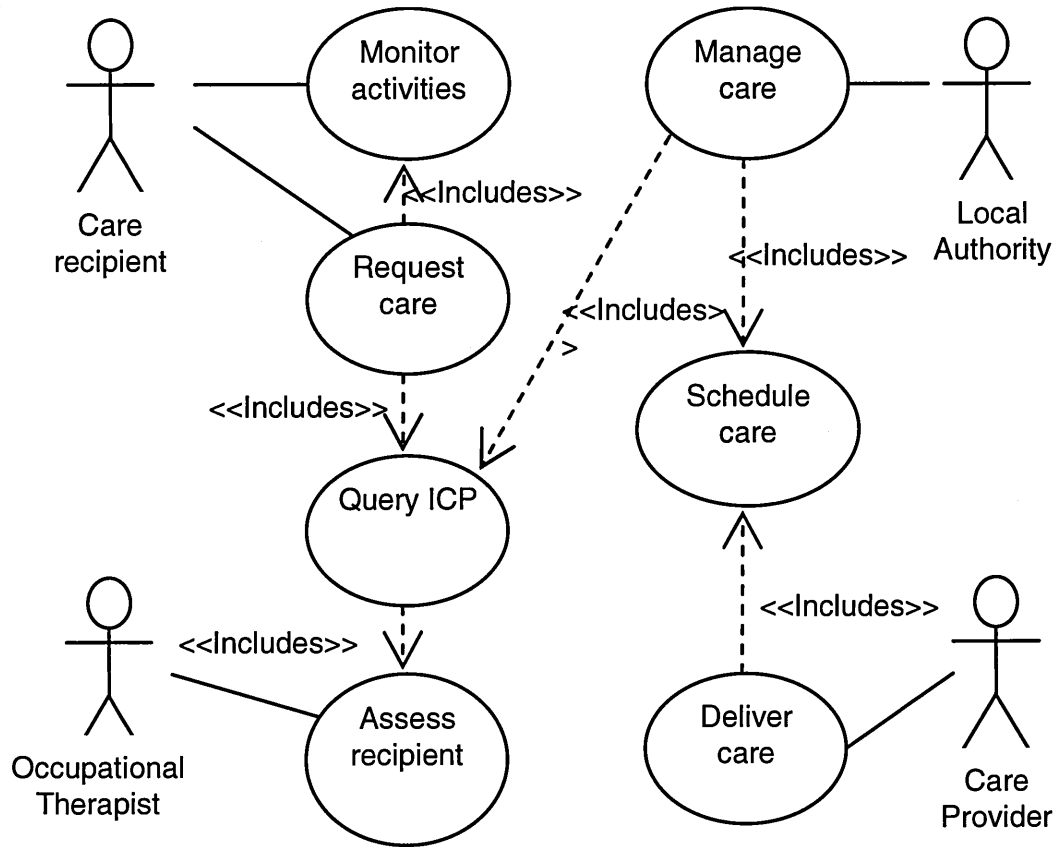 Monitor
activities
Manage
care
Care
recipient
Local
Authority
<<Includes>>
Request
care
<<Includes>>
<<Includes>
>
<<Includes>>
Schedule
care
Query ICP
<<Includes>>
<<Includes>>
Occupational
Therapist
Assess
recipient
Deliver
care
Care
Provider